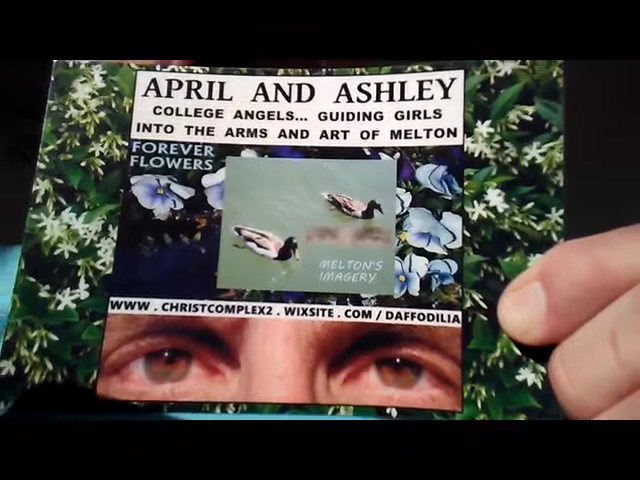 APRIL AND ASHLEY
COLLEGE ANGELS... GUIDING GIRLS
INTO THE ARMS AND ART OF MELTON
FOREVER
FLOWERS
MELTON'S
IMAGERY
WWW . CHRISTCOMPLEX2 . WIXSITE . COM / DAFFODILIA